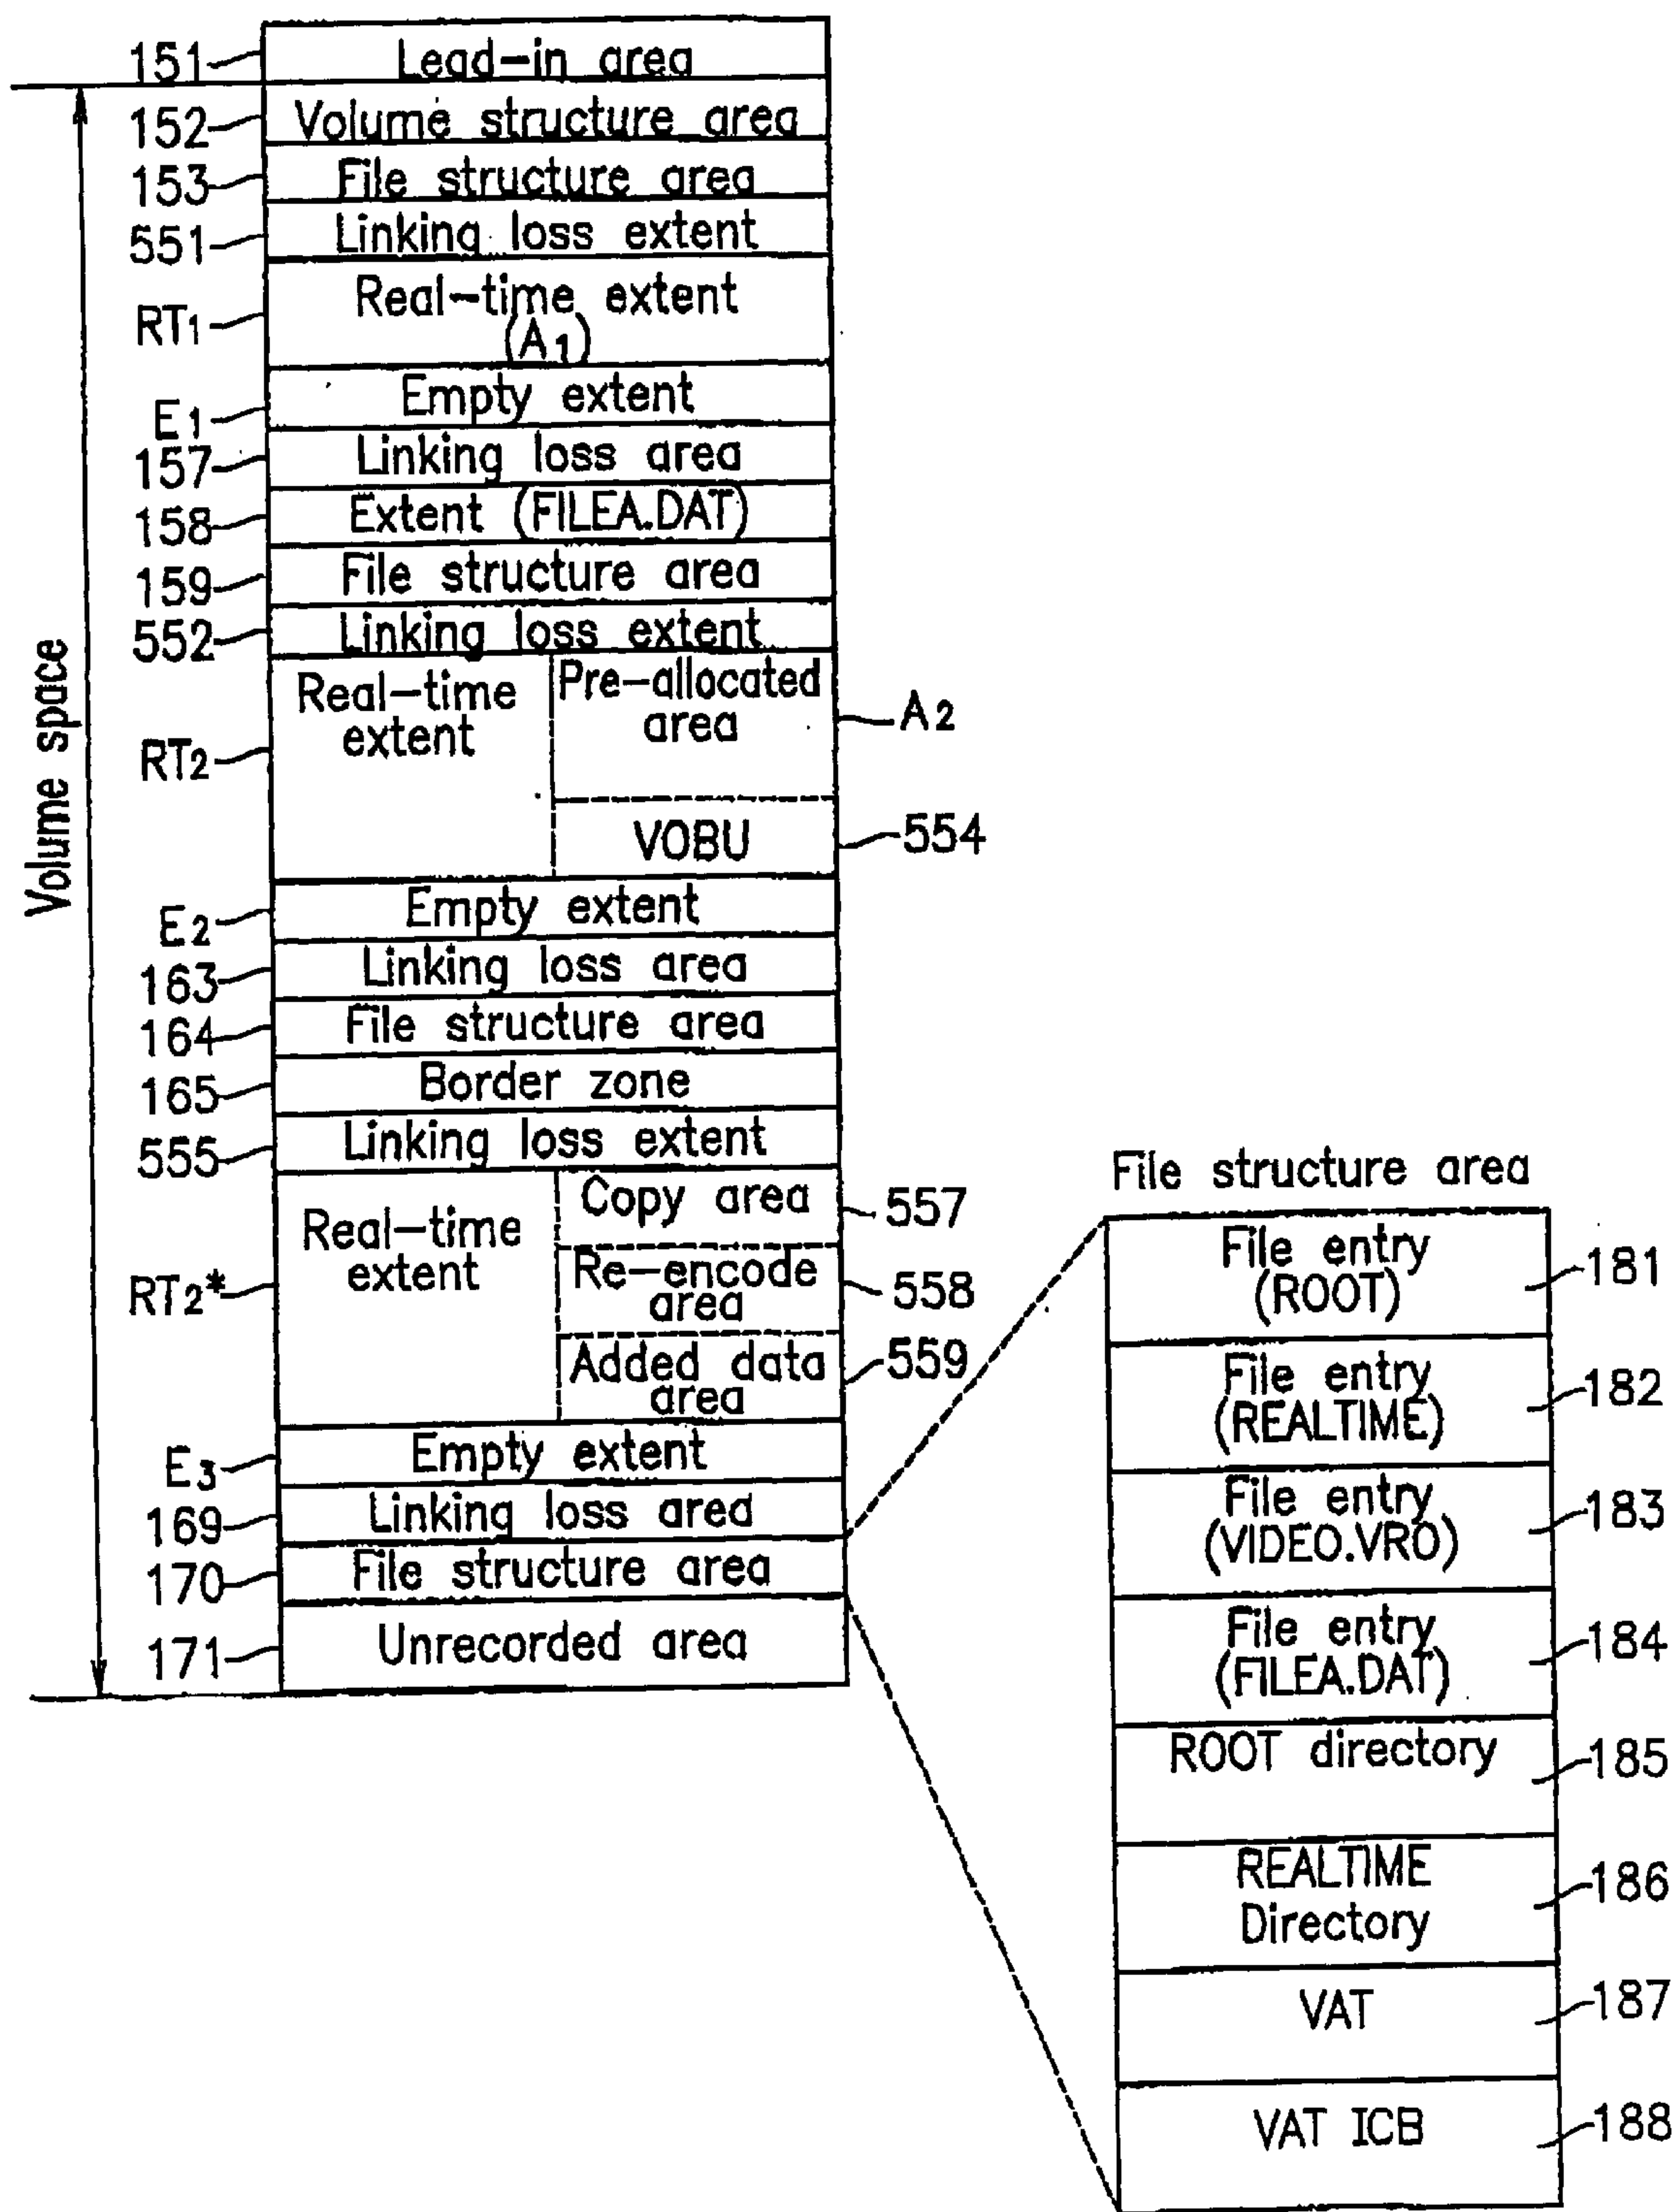 151 Lead-in area
152 Volume structure area
153 File structure area
551 Linking loss extent
RT1 Real-time extent
(A1)
E1 Empty extent
157 Linking loss area
158 Extent (FILEA.DAT)
159 File structure area
552 Linking loss extent
Volume space
RT2 Real-time
extent
Pre-allocated
area
A2
VOBU 554
E2 Empty extent
163 Linking loss area
164 File structure area
165 Border zone
555 Linking loss extent
RT2* Real-time
extent
Copy area 557
Re-encode
area
558
Added data
area
559
E3 Empty extent
169 Linking loss area
170 File structure area
171 Unrecorded area
File structure area
File entry
(ROOT)
181
File entry
(REALTIME)
182
File entry
(VIDEO.VRO)
183
File entry
(FILEA.DAT)
184
ROOT directory 185
REALTIME
Directory
186
VAT 187
VAT ICB 188